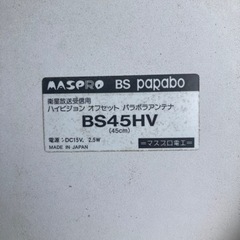 MASPRO BS parabo
衛星放送受信用
ハイビジョン オフセット パラボラアンテナ
BS45HV
(45cm)
電源：DC15V, 2.5W
MADE IN JAPAN
＝マスプロ電工＝